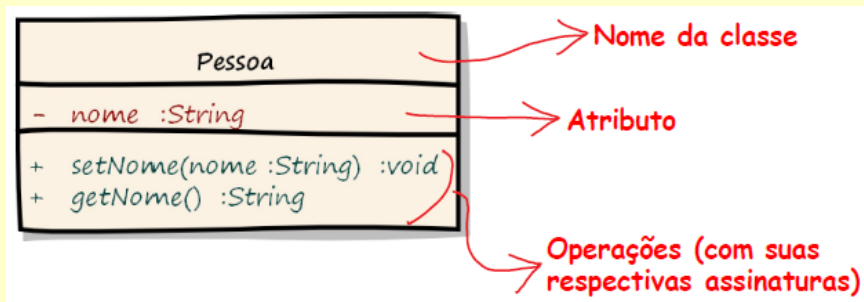 Pessoa
- nome :String
+ setNome(nome :String) :void
+ getNome() :String
Nome da classe
Atributo
Operações (com suas
respectivas assinaturas)